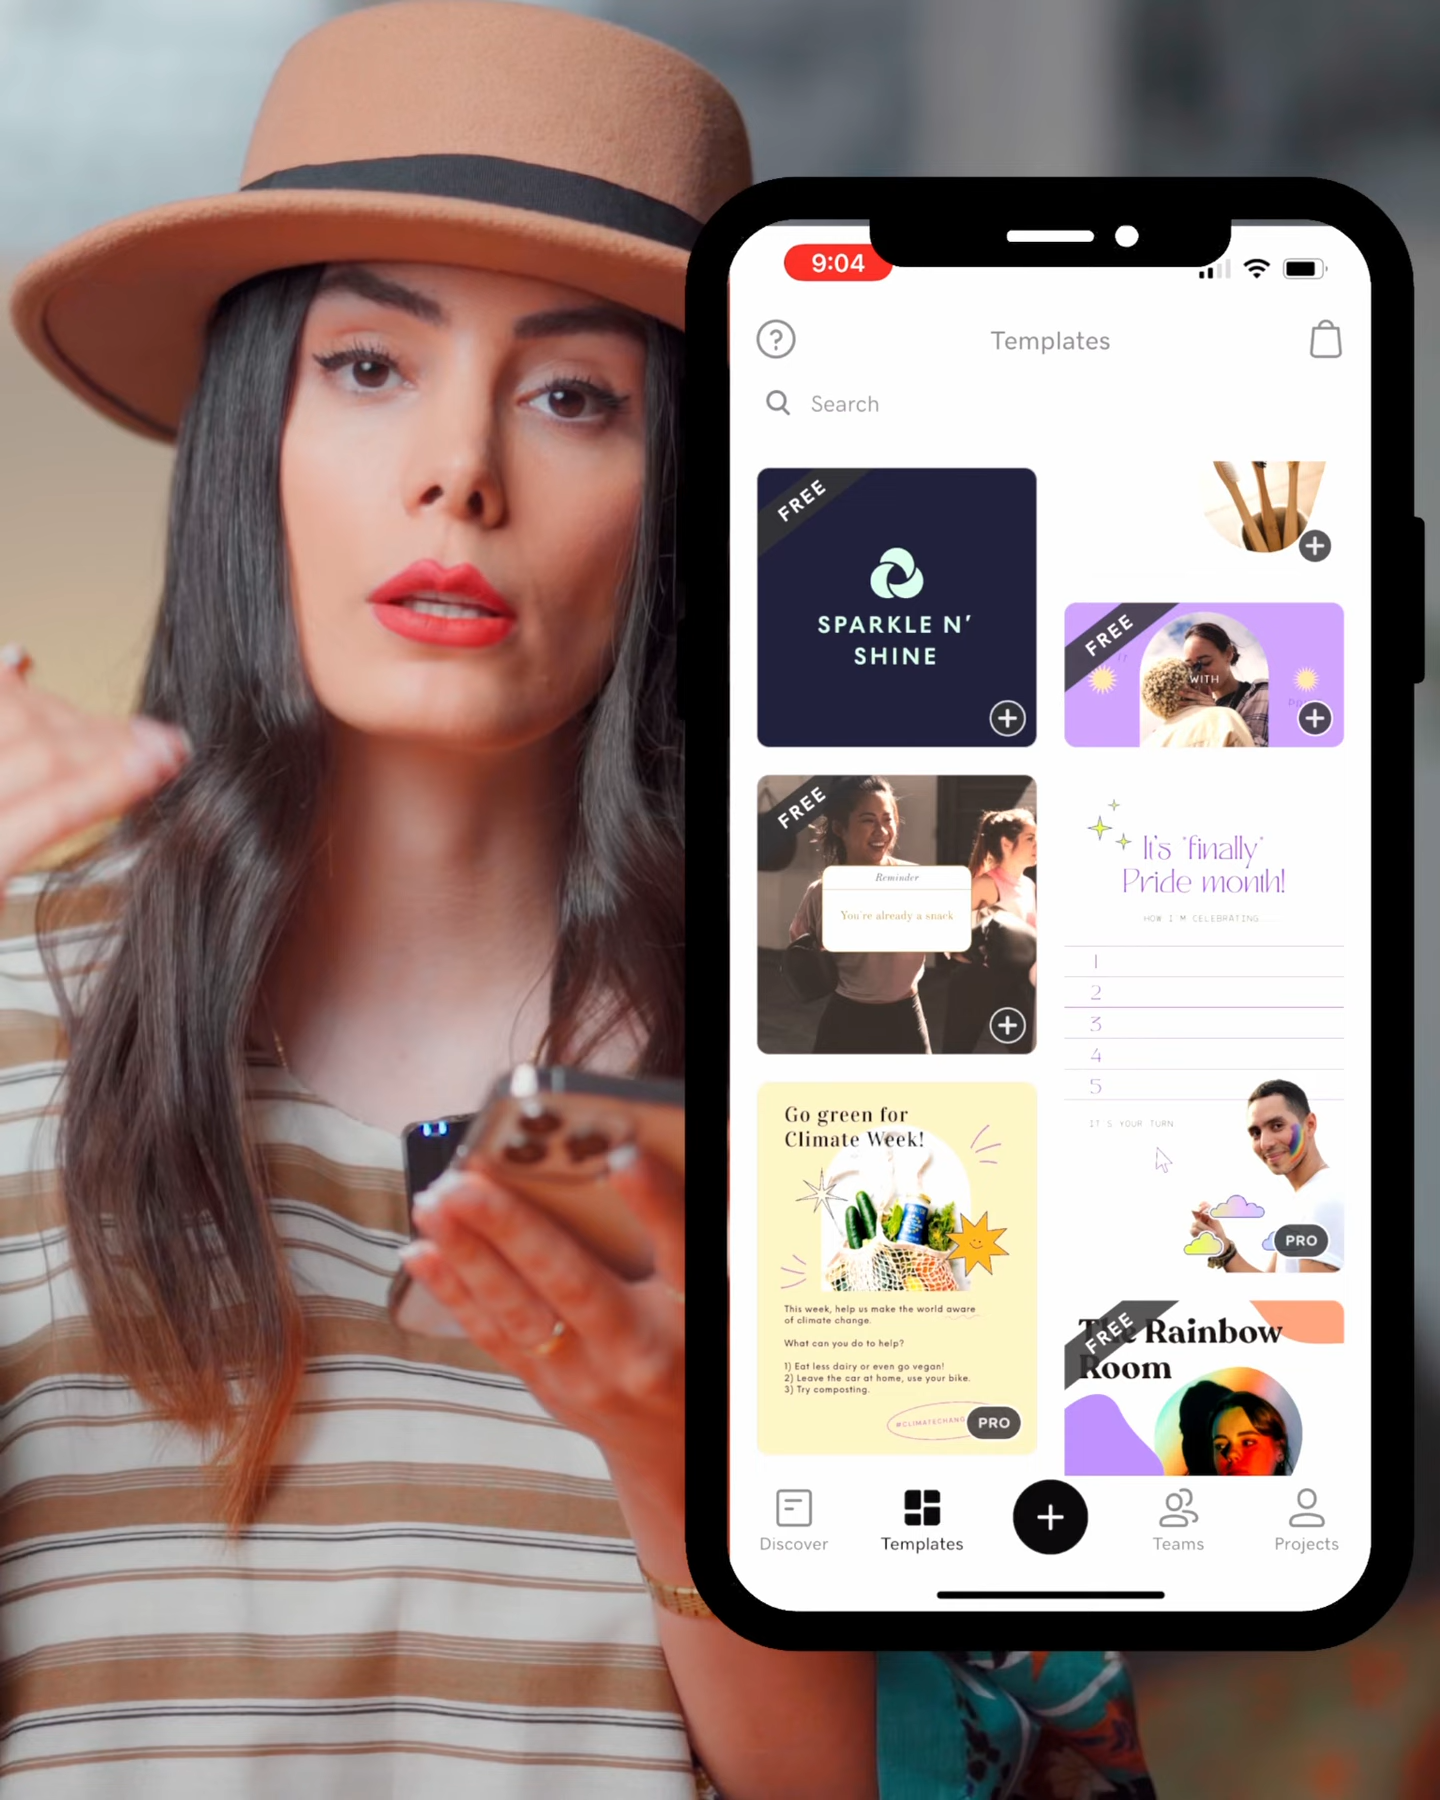 9:04
Templates
Search
FREE
SPARKLE N'
SHINE
FREE
WITH
FREE
Reminder
You're already a snack
It's "finally"
Pride month!
HOW I'M CELEBRATING
1
2
3
4
5
IT'S YOUR TURN
PRO
Go green for
Climate Week!
This week, help us make the world aware
of climate change.
What can you do to help?
1) Eat less dairy or even go vegan!
2) Leave the car at home, use your bike.
3) Try composting.
PRO
FREE
Rainbow
Room
Discover
Templates
Teams
Projects